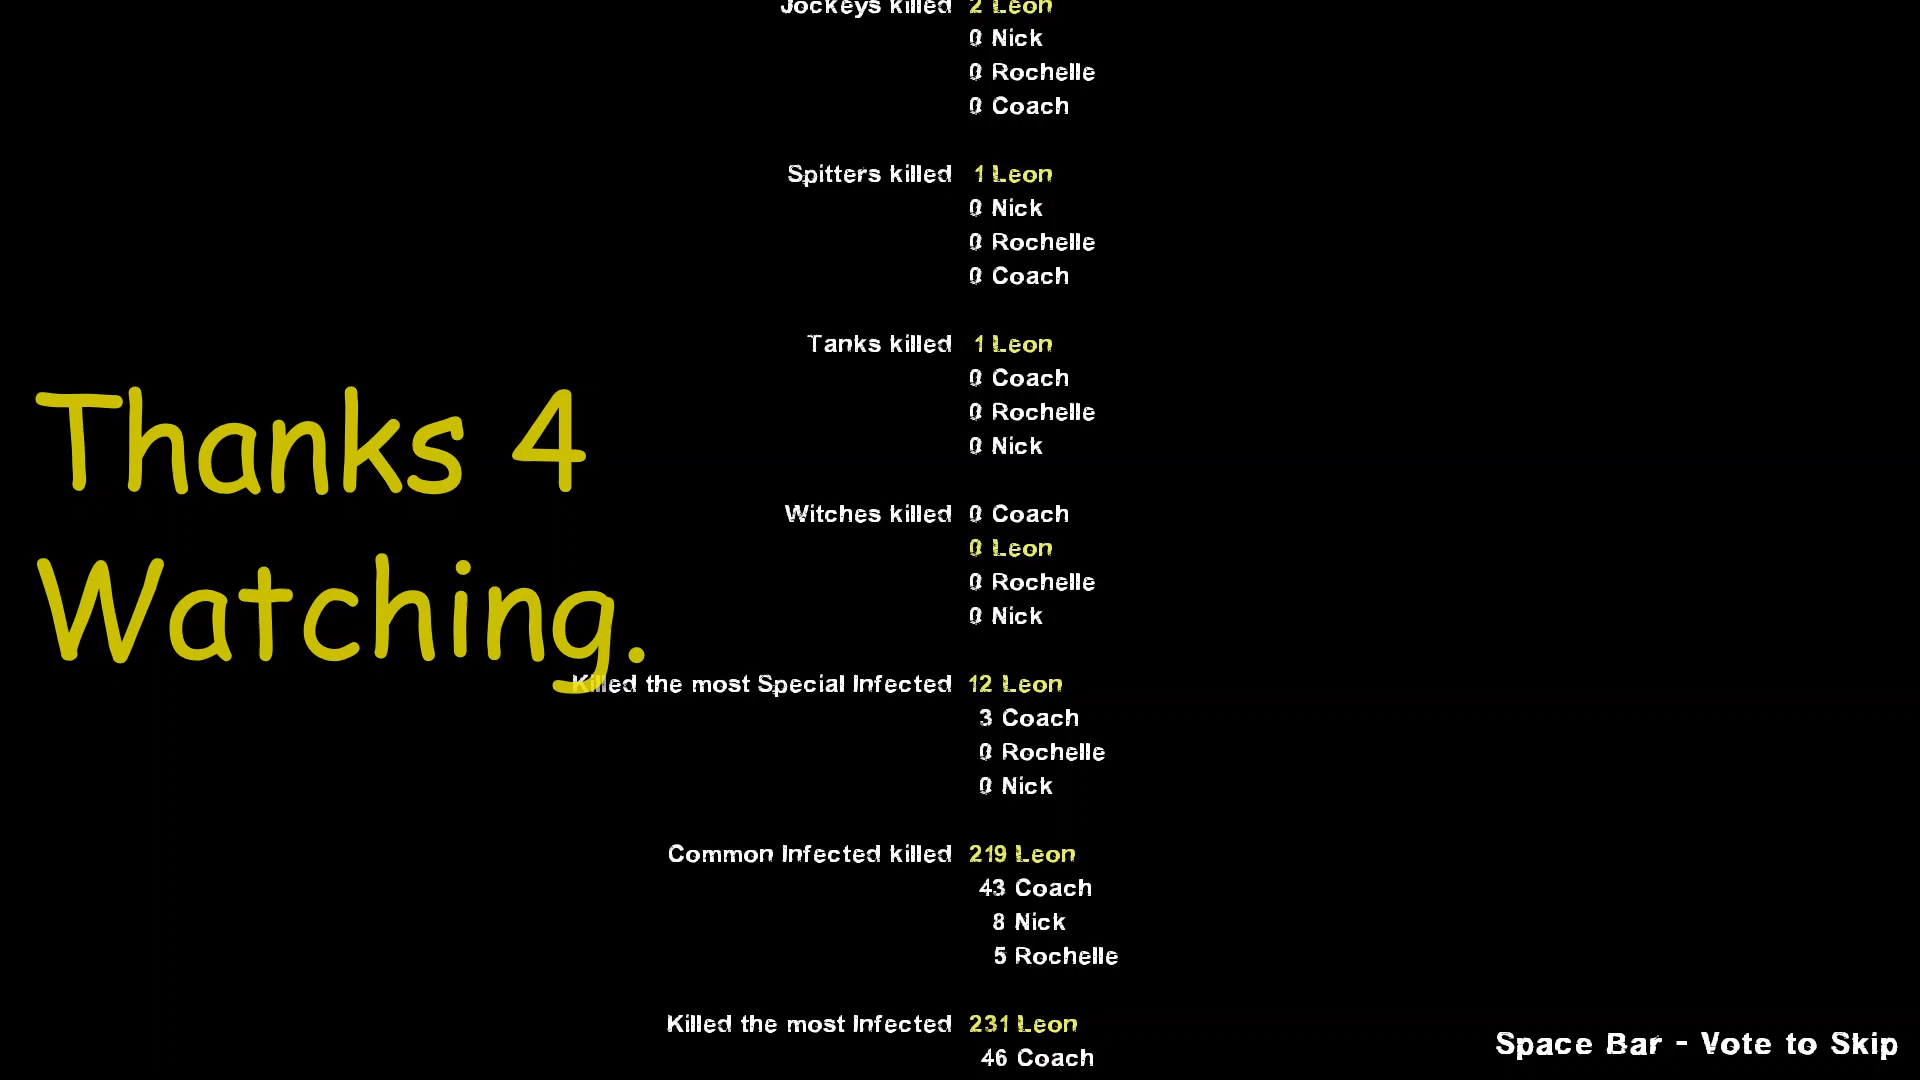 Jockeys killed 2 Leon
0 Nick
0 Rochelle
0 Coach
Spitters killed 1 Leon
0 Nick
0 Rochelle
0 Coach
Tanks killed 1 Leon
0 Coach
0 Rochelle
0 Nick
Thanks 4
Watching.
Witches killed 0 Coach
0 Leon
0 Rochelle
0 Nick
Killed the most Special Infected 12 Leon
3 Coach
0 Rochelle
0 Nick
Common Infected killed 219 Leon
43 Coach
8 Nick
5 Rochelle
Killed the most Infected 231 Leon
46 Coach
Space Bar - Vote to Skip